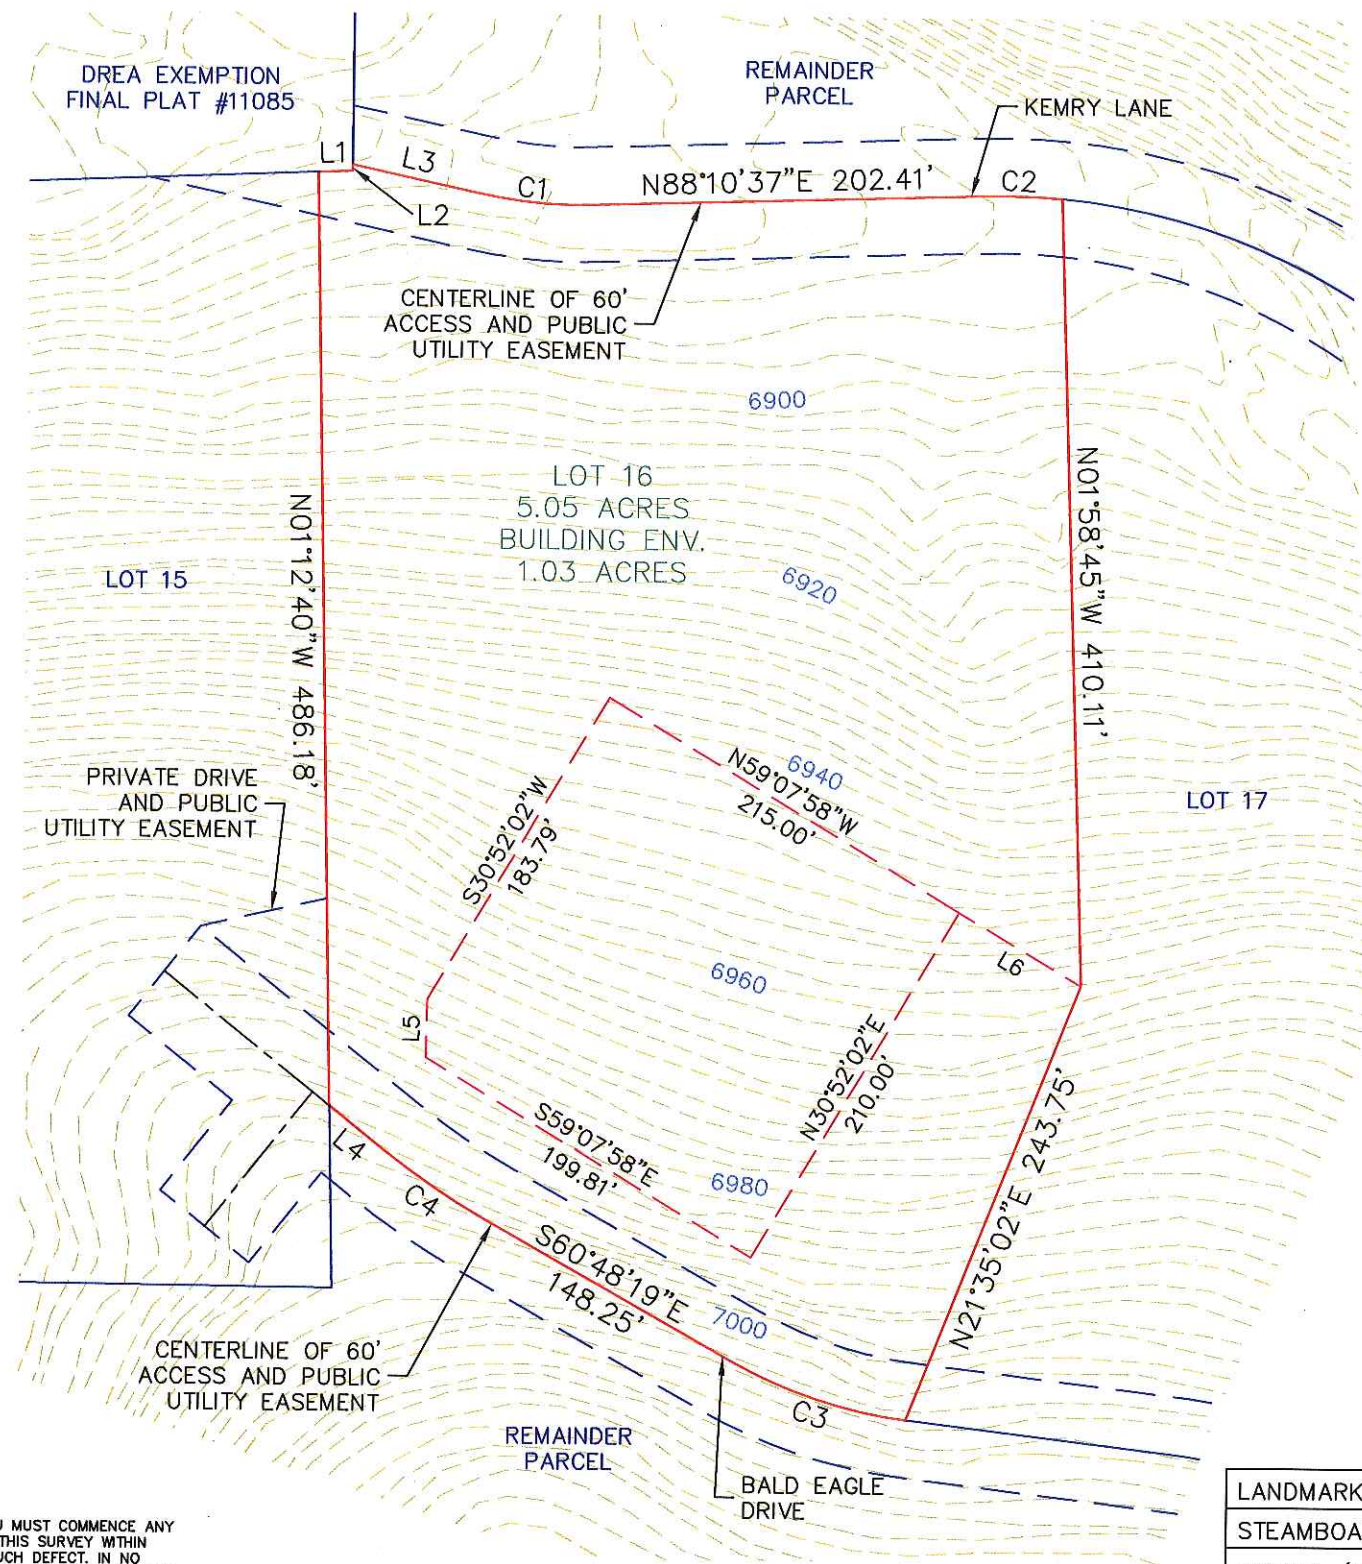 DREA EXEMPTION
FINAL PLAT #11085
REMAINDER
PARCEL
KEMRY LANE
L1
L3
C1
N88°10'37"E 202.41'
C2
L2
CENTERLINE OF 60'
ACCESS AND PUBLIC
UTILITY EASEMENT
6900
LOT 16
5.05 ACRES
BUILDING ENV.
1.03 ACRES
N01°12'40"W 486.18'
N01°58'45"W 410.11'
LOT 15
6920
6940
N59°07'58"W
215.00'
LOT 17
PRIVATE DRIVE
AND PUBLIC
UTILITY EASEMENT
S30°52'02"W
183.79'
6960
L6
L5
N30°52'02"E
210.00'
S59°07'58"E
199.81'
L4
6980
N21°35'02"E 243.75'
C4
S60°48'19"E
148.25'
7000
CENTERLINE OF 60'
ACCESS AND PUBLIC
UTILITY EASEMENT
C3
REMAINDER
PARCEL
BALD EAGLE
DRIVE
LANDMARK
STEAMBOA
MUST COMMENCE ANY
THIS SURVEY WITHIN
UCH DEFECT. IN NO